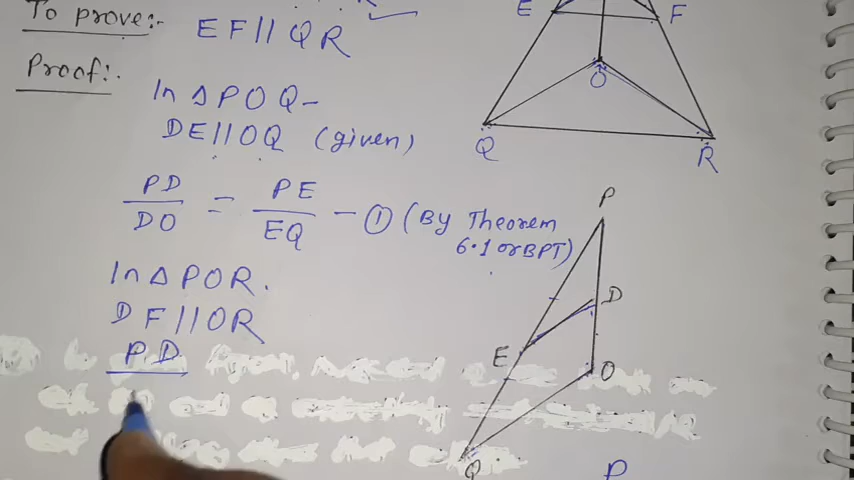 To prove:-
EF || QR
Proof:-
In △POQ-
DE||OQ (given)
PD/DO = PE/EQ - ① (By Theorem 6.1 or BPT)
In △POR.
DF||OR
PD
E
F
O
Q
R
P
D
E
O
Q
P